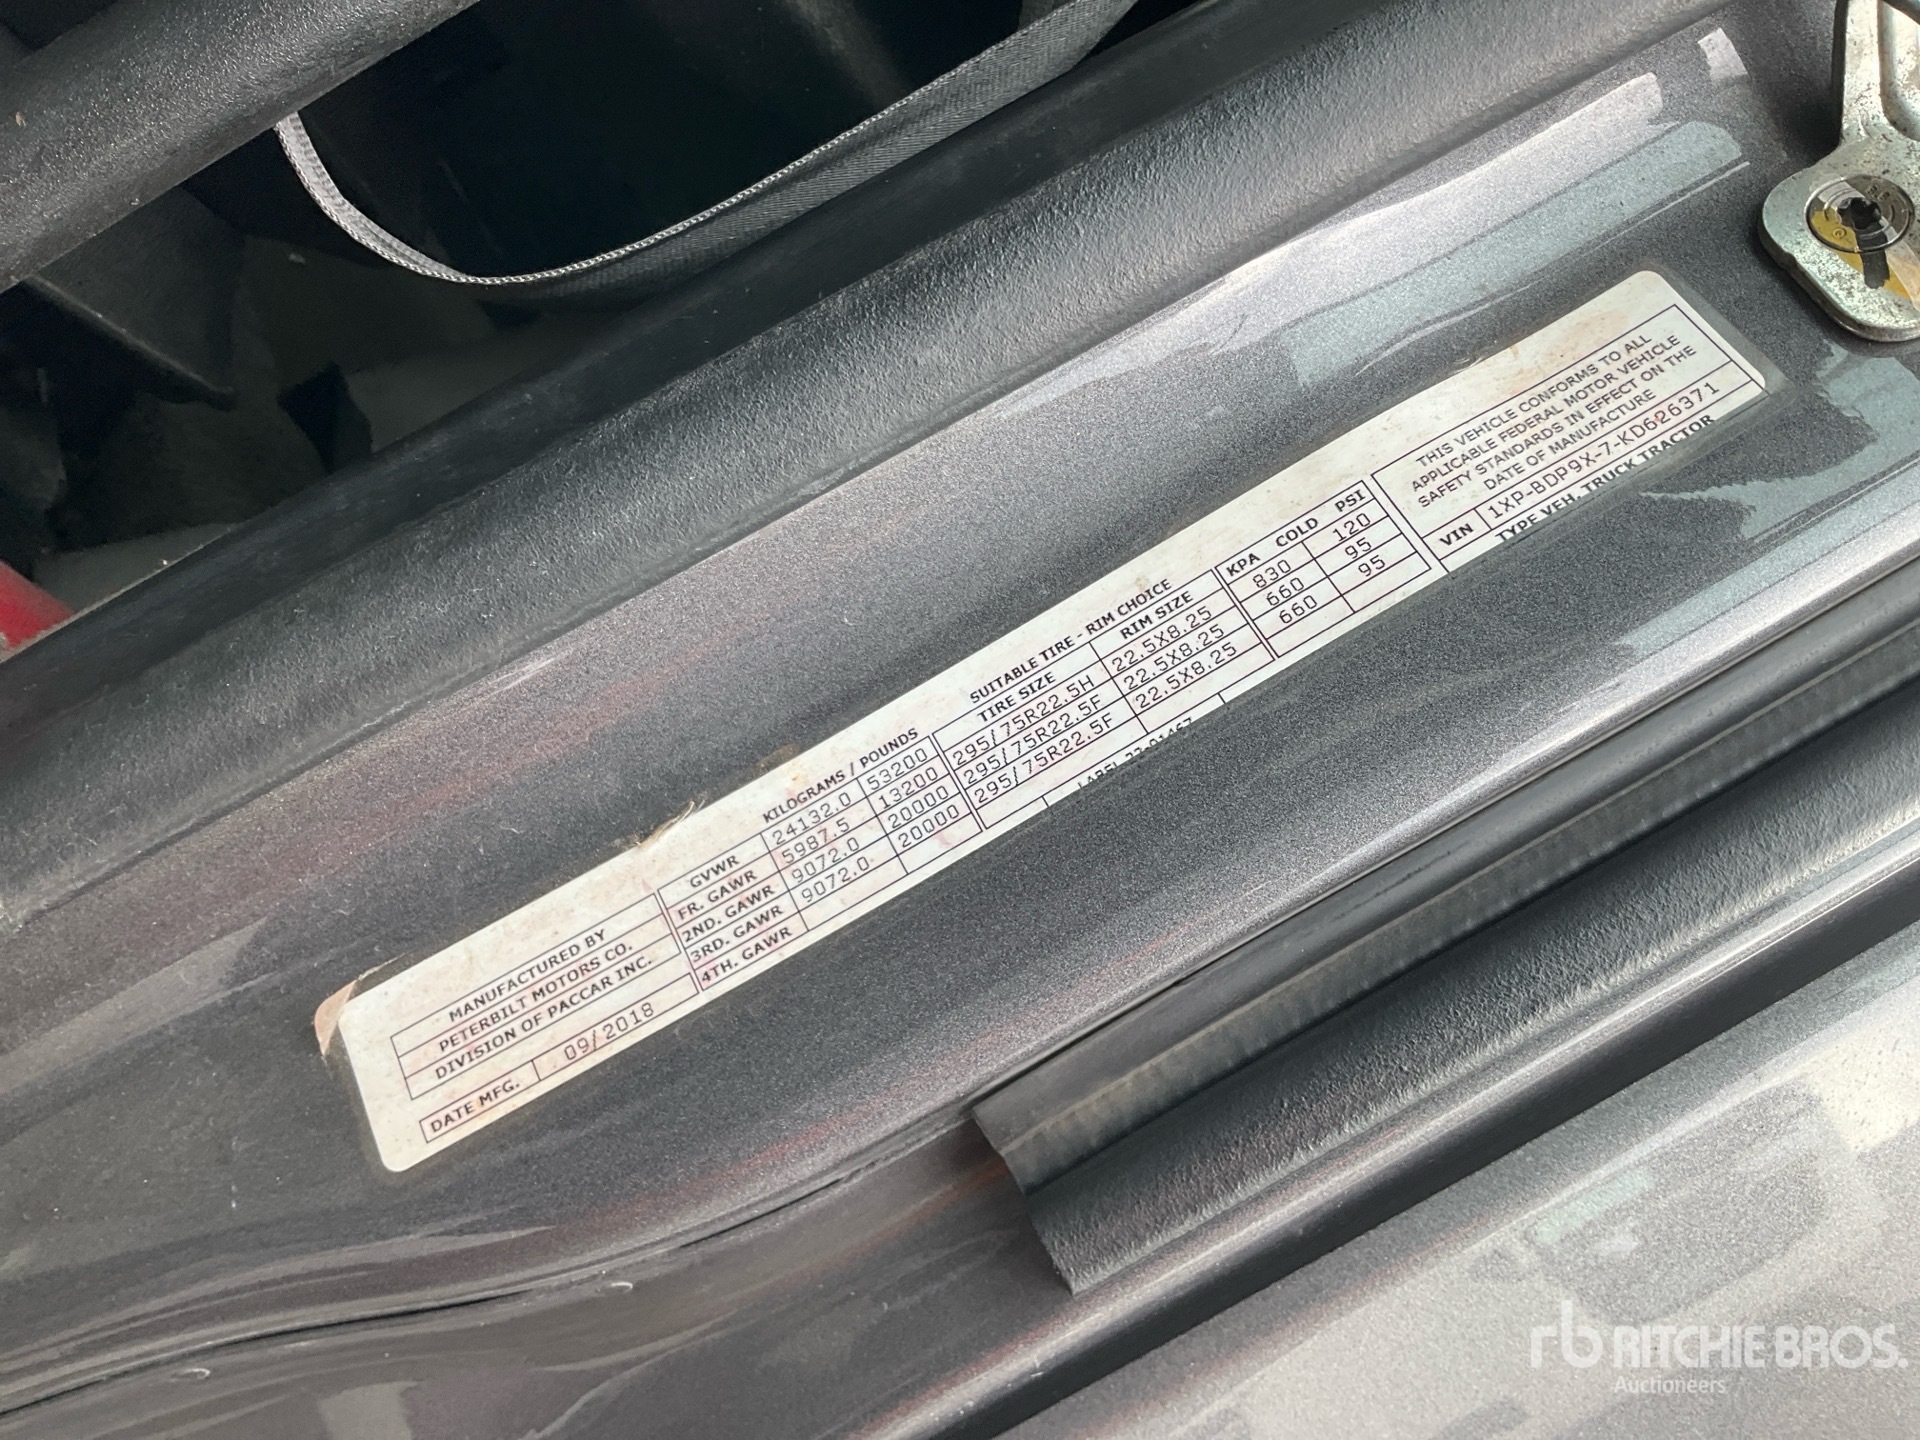 MANUFACTURED BY
PETERBILT MOTORS CO.
DIVISION OF PACCAR INC.
DATE MFG. 09/2018
KILOGRAMS / POUNDS
GVWR 24132.0 53200
FR. GAWR 5987.5 13200
2ND. GAWR 9072.0 20000
3RD. GAWR 9072.0 20000
4TH. GAWR
SUITABLE TIRE - RIM CHOICE
TIRE SIZE RIM SIZE
295/75R22.5H 22.5X8.25
295/75R22.5F 22.5X8.25
295/75R22.5F 22.5X8.25
LABEL
KPA COLD PSI
830 120
660 95
660 95
THIS VEHICLE CONFORMS TO ALL
APPLICABLE FEDERAL MOTOR VEHICLE
SAFETY STANDARDS IN EFFECT ON THE
DATE OF MANUFACTURE
VIN 1XP-BDP9X-7-KD626371
TYPE VEH. TRUCK TRACTOR
rb RITCHIE BROS.
Auctioneers